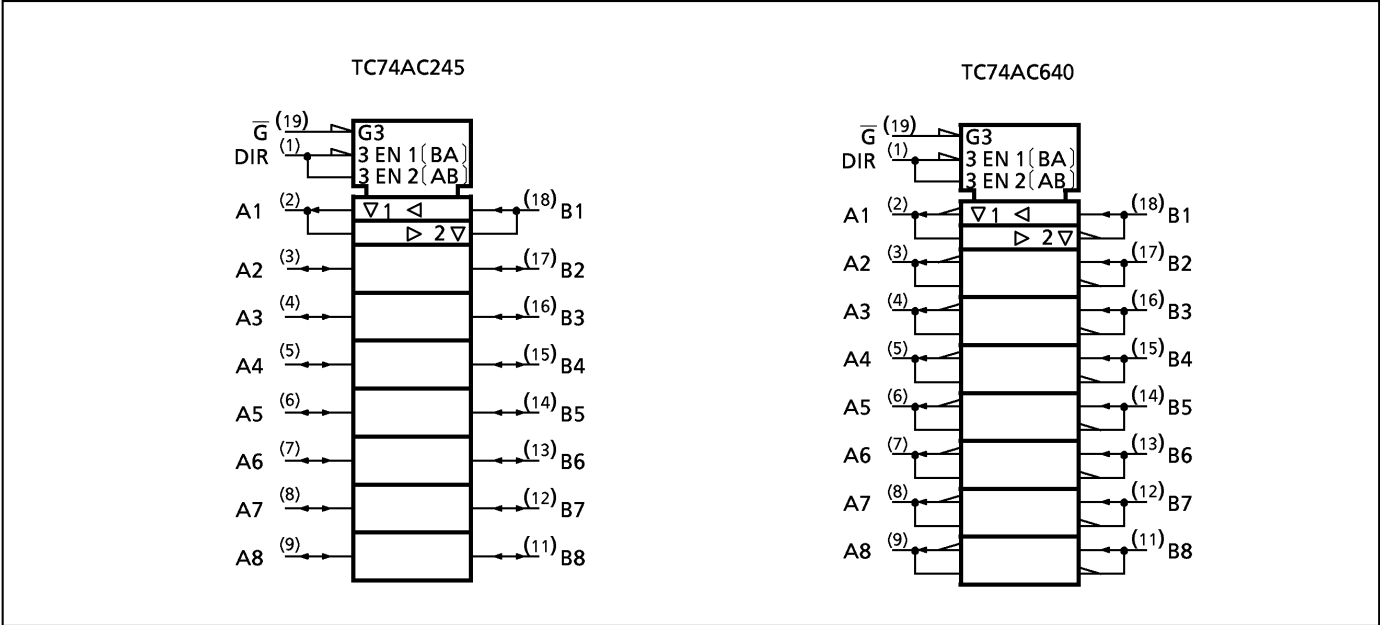 TC74AC245
G (19) G3
DIR (1) 3 EN 1 (BA)
3 EN 2 (AB)
A1 (2) ▽1 ◁ (18) B1
▷ 2▽
A2 (3) (17) B2
A3 (4) (16) B3
A4 (5) (15) B4
A5 (6) (14) B5
A6 (7) (13) B6
A7 (8) (12) B7
A8 (9) (11) B8
TC74AC640
G (19) G3
DIR (1) 3 EN 1 (BA)
3 EN 2 (AB)
A1 (2) ▽1 ◁ (18) B1
▷ 2▽
A2 (3) (17) B2
A3 (4) (16) B3
A4 (5) (15) B4
A5 (6) (14) B5
A6 (7) (13) B6
A7 (8) (12) B7
A8 (9) (11) B8